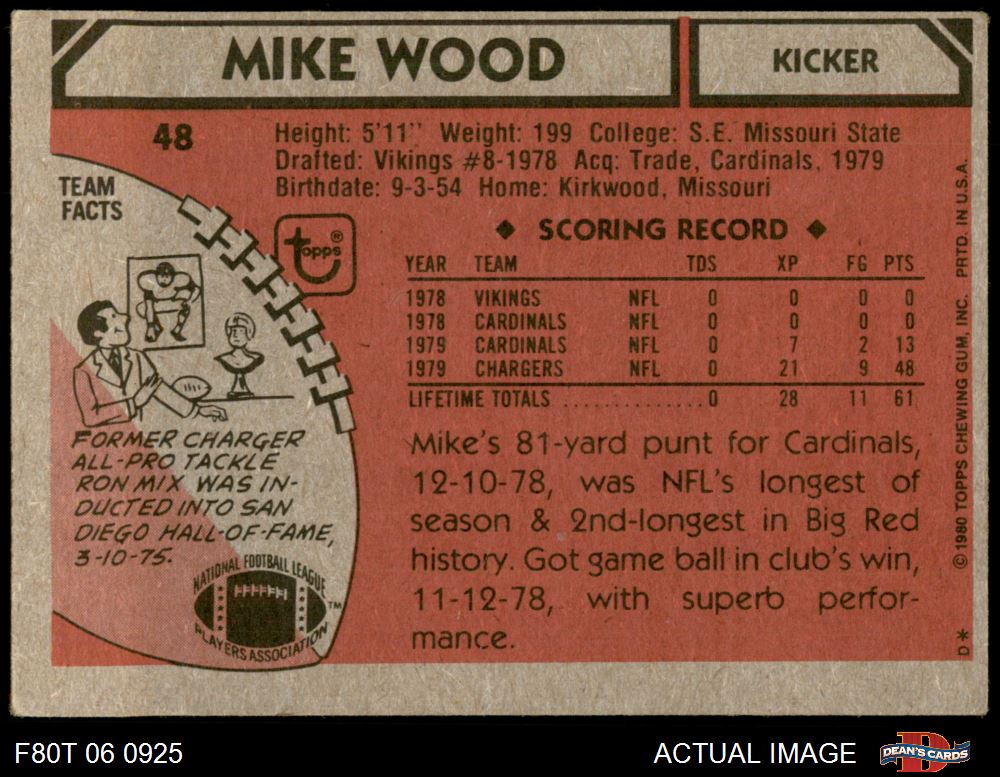 MIKE WOOD
KICKER
48
Height: 5'11" Weight: 199 College: S.E. Missouri State
Drafted: Vikings #8-1978 Acq: Trade, Cardinals, 1979
Birthdate: 9-3-54 Home: Kirkwood, Missouri
TEAM
FACTS
topps®
◆ SCORING RECORD ◆
YEAR TEAM TDS XP FG PTS
1978 VIKINGS NFL 0 0 0 0
1978 CARDINALS NFL 0 0 0 0
1979 CARDINALS NFL 0 7 2 13
1979 CHARGERS NFL 0 21 9 48
LIFETIME TOTALS ............... 0 28 11 61
FORMER CHARGER
ALL-PRO TACKLE
RON MIX WAS IN-
DUCTED INTO SAN
DIEGO HALL-OF-FAME,
3-10-75.
NATIONAL FOOTBALL LEAGUE
PLAYERS ASSOCIATION
TM
Mike's 81-yard punt for Cardinals,
12-10-78, was NFL's longest of
season & 2nd-longest in Big Red
history. Got game ball in club's win,
11-12-78, with superb perfor-
mance.
D* © 1980 TOPPS CHEWING GUM, INC. PRTD. IN U.S.A.
F80T 06 0925
ACTUAL IMAGE
D
DEAN'S CARDS